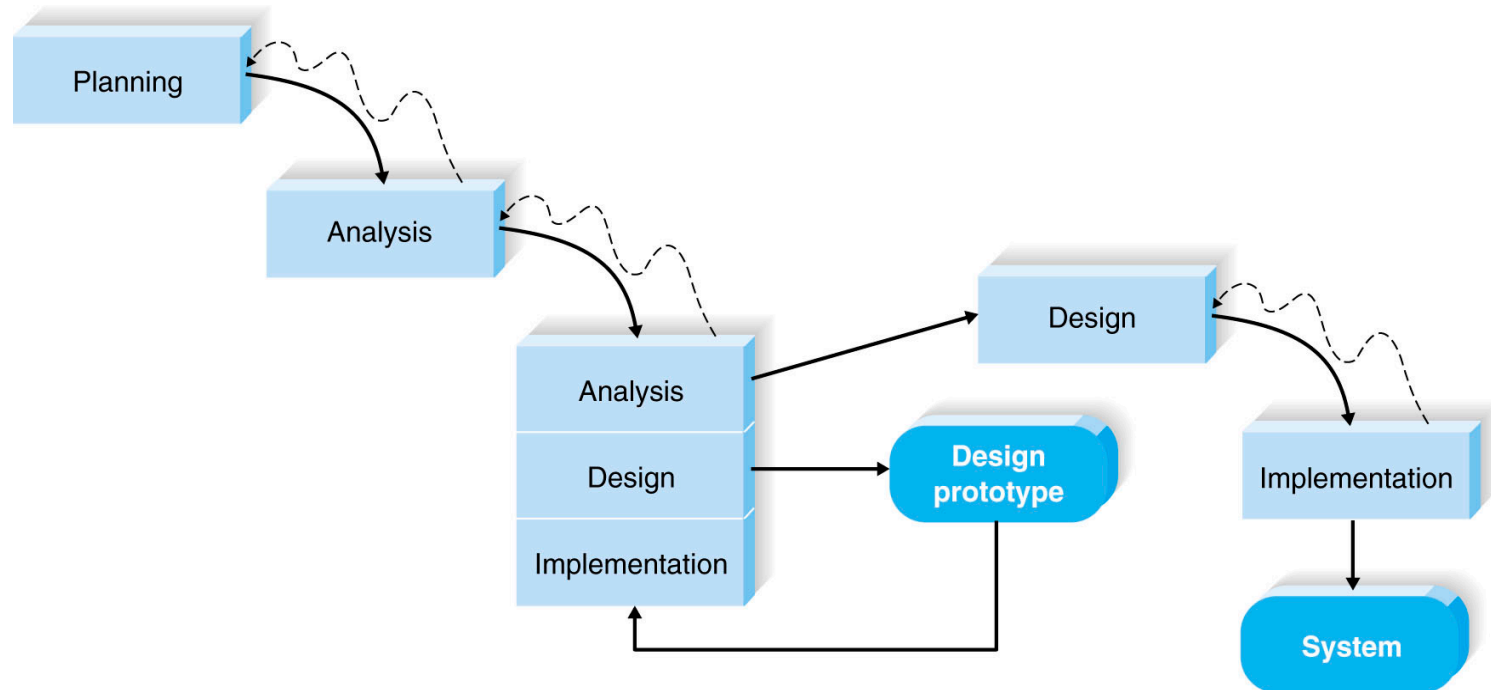 Planning
Analysis
Analysis
Design
Implementation
Design
prototype
Design
Implementation
System